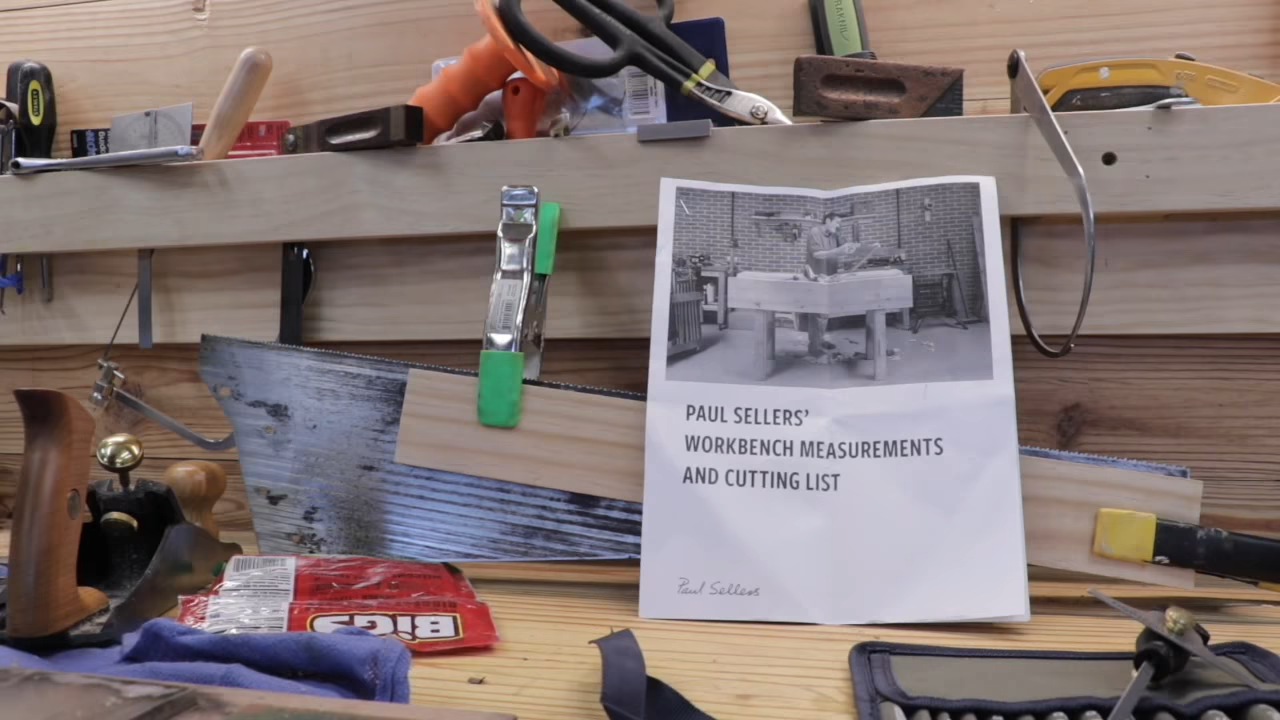 PAUL SELLERS’
WORKBENCH MEASUREMENTS
AND CUTTING LIST
Paul Sellers
BIGS